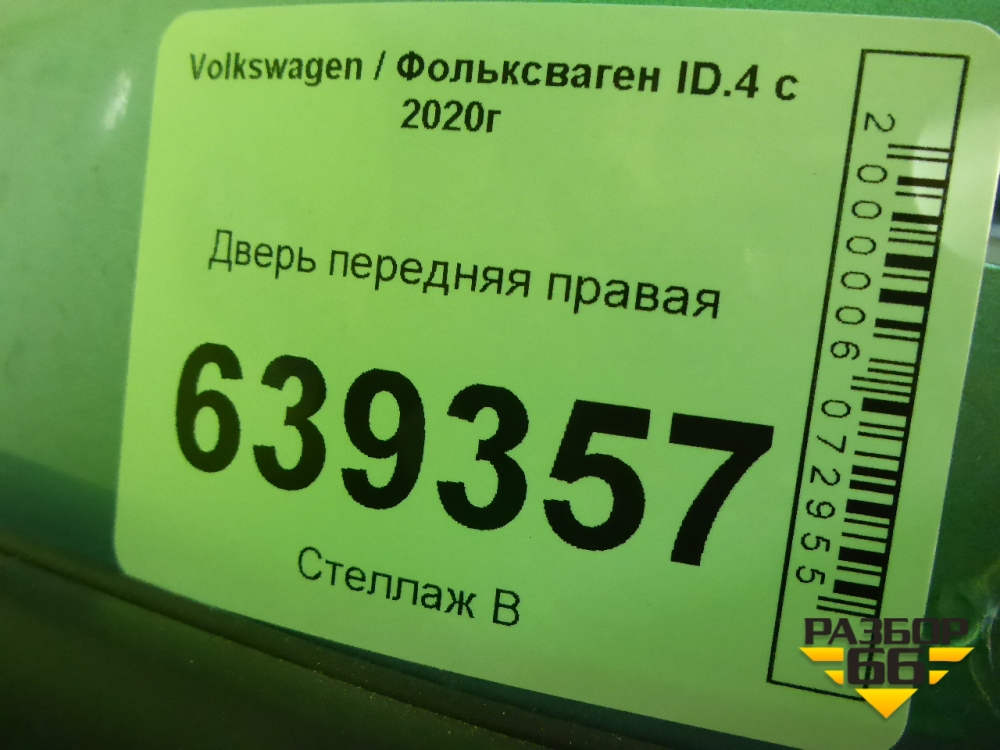 Volkswagen / Фольксваген ID.4 с
2020г
Дверь передняя правая
639357
Стеллаж В
2000006072955
РАЗБОР
66